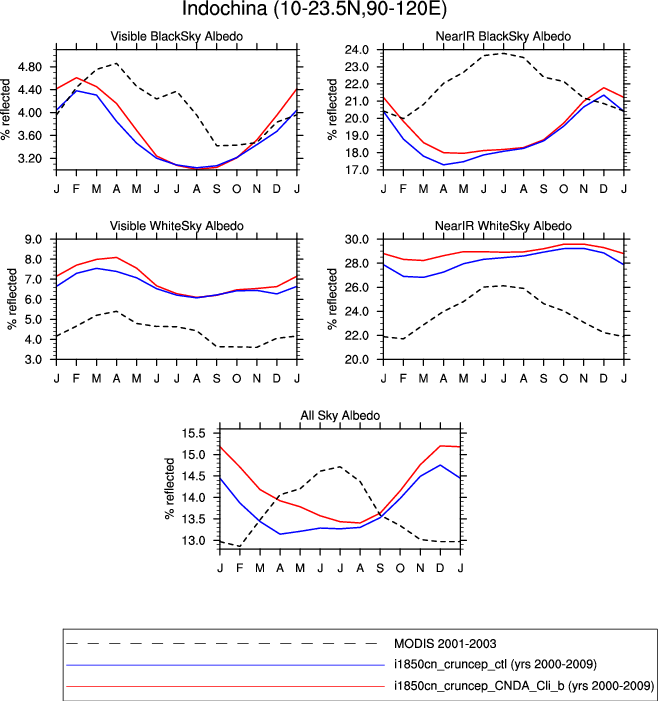 Indochina (10-23.5N,90-120E)
Visible BlackSky Albedo
NearIR BlackSky Albedo
% reflected
4.80
4.40
4.00
3.60
3.20
J F M A M J J A S O N D J
24.0
23.0
22.0
21.0
20.0
19.0
18.0
17.0
J F M A M J J A S O N D J
Visible WhiteSky Albedo
NearIR WhiteSky Albedo
% reflected
9.0
8.0
7.0
6.0
5.0
4.0
3.0
J F M A M J J A S O N D J
30.0
28.0
26.0
24.0
22.0
20.0
J F M A M J J A S O N D J
All Sky Albedo
% reflected
15.5
15.0
14.5
14.0
13.5
13.0
J F M A M J J A S O N D J
MODIS 2001-2003
i1850cn_cruncep_ctl (yrs 2000-2009)
i1850cn_cruncep_CNDA_Cli_b (yrs 2000-2009)